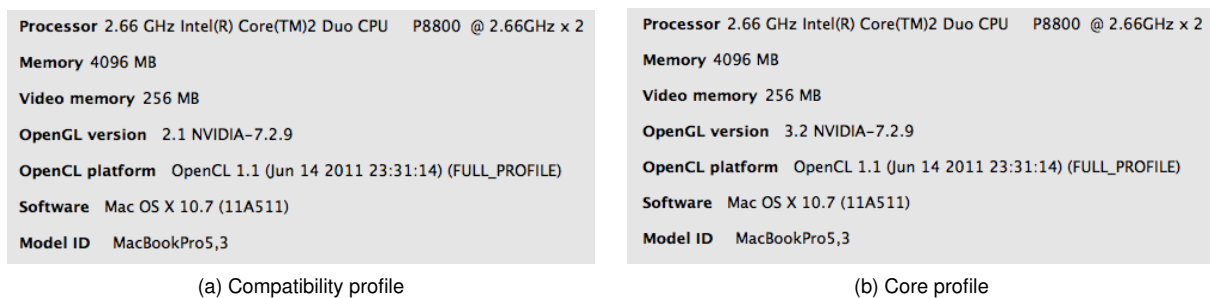 Processor 2.66 GHz Intel(R) Core(TM)2 Duo CPU P8800 @ 2.66GHz x 2
Memory 4096 MB
Video memory 256 MB
OpenGL version 2.1 NVIDIA-7.2.9
OpenCL platform OpenCL 1.1 (Jun 14 2011 23:31:14) (FULL_PROFILE)
Software Mac OS X 10.7 (11A511)
Model ID MacBookPro5,3
(a) Compatibility profile
Processor 2.66 GHz Intel(R) Core(TM)2 Duo CPU P8800 @ 2.66GHz x 2
Memory 4096 MB
Video memory 256 MB
OpenGL version 3.2 NVIDIA-7.2.9
OpenCL platform OpenCL 1.1 (Jun 14 2011 23:31:14) (FULL_PROFILE)
Software Mac OS X 10.7 (11A511)
Model ID MacBookPro5,3
(b) Core profile